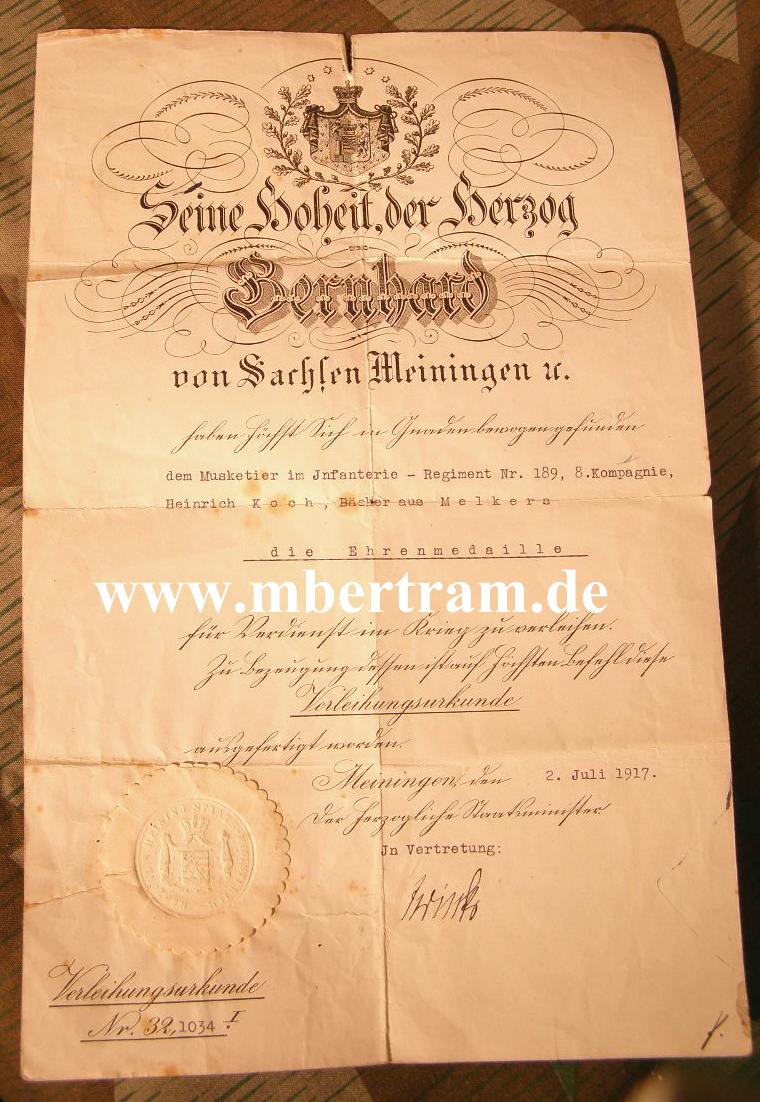 Seine Hoheit, der Herzog
Bernhard
von Sachsen Meiningen ꝛc.
haben Höchst Sich in Gnaden bewogen gefunden
dem Musketier im Jnfanterie - Regiment Nr. 189, 8.Kompagnie,
Heinrich Koch, Bäcker aus Melkers
die Ehrenmedaille
www.mbertram.de
für Verdienst im Krieg zu verleihen.
Zu Bezeugung dessen ist auf Höchsten Befehl diese
Verleihungsurkunde
ausgefertigt worden.
Meiningen, den 2. Juli 1917.
Der Herzogliche Staatsminister
Jn Vertretung:
Verleihungsurkunde
Nr. 32,1034 I.